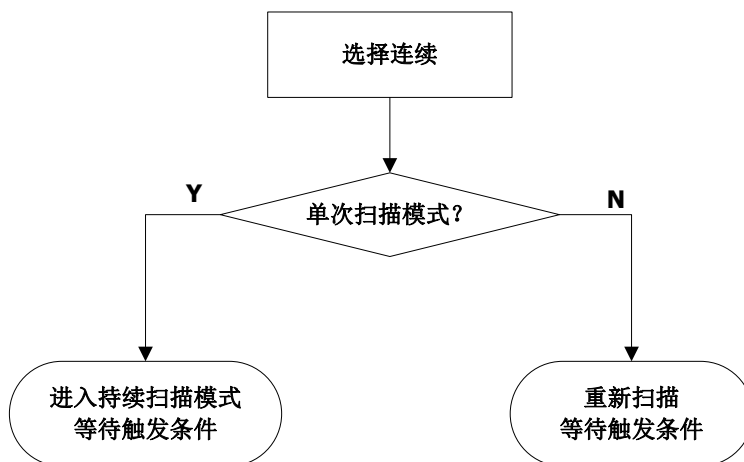 选择连续
单次扫描模式？
Y
N
进入持续扫描模式
等待触发条件
重新扫描
等待触发条件